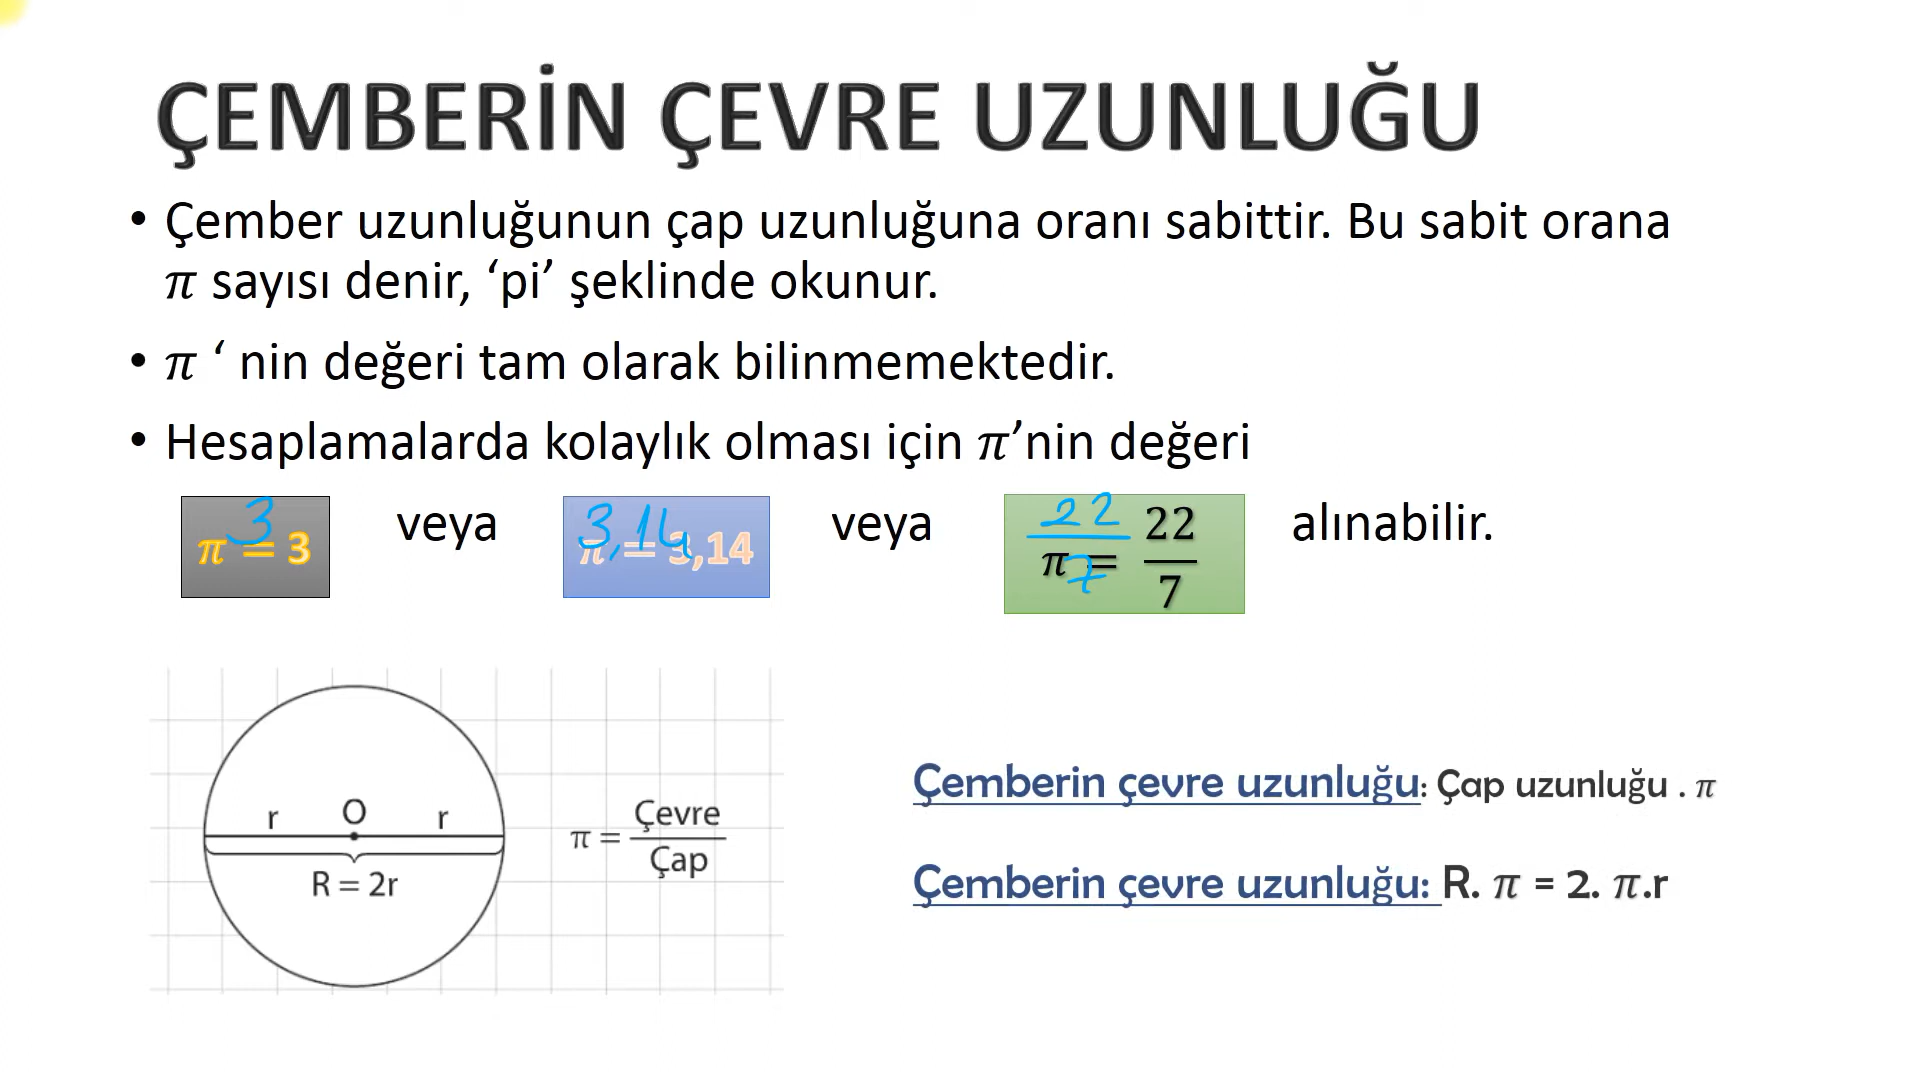 ÇEMBERİN ÇEVRE UZUNLUĞU
• Çember uzunluğunun çap uzunluğuna oranı sabittir. Bu sabit orana
π sayısı denir, ‘pi’ şeklinde okunur.
• π ‘ nin değeri tam olarak bilinmemektedir.
• Hesaplamalarda kolaylık olması için π’nin değeri
π = 3 veya π = 3,14 veya π = 22/7 alınabilir.
3 3,14 22/7
r O r
R = 2r
π = Çevre/Çap
Çemberin çevre uzunluğu: Çap uzunluğu . π
Çemberin çevre uzunluğu: R. π = 2. π.r